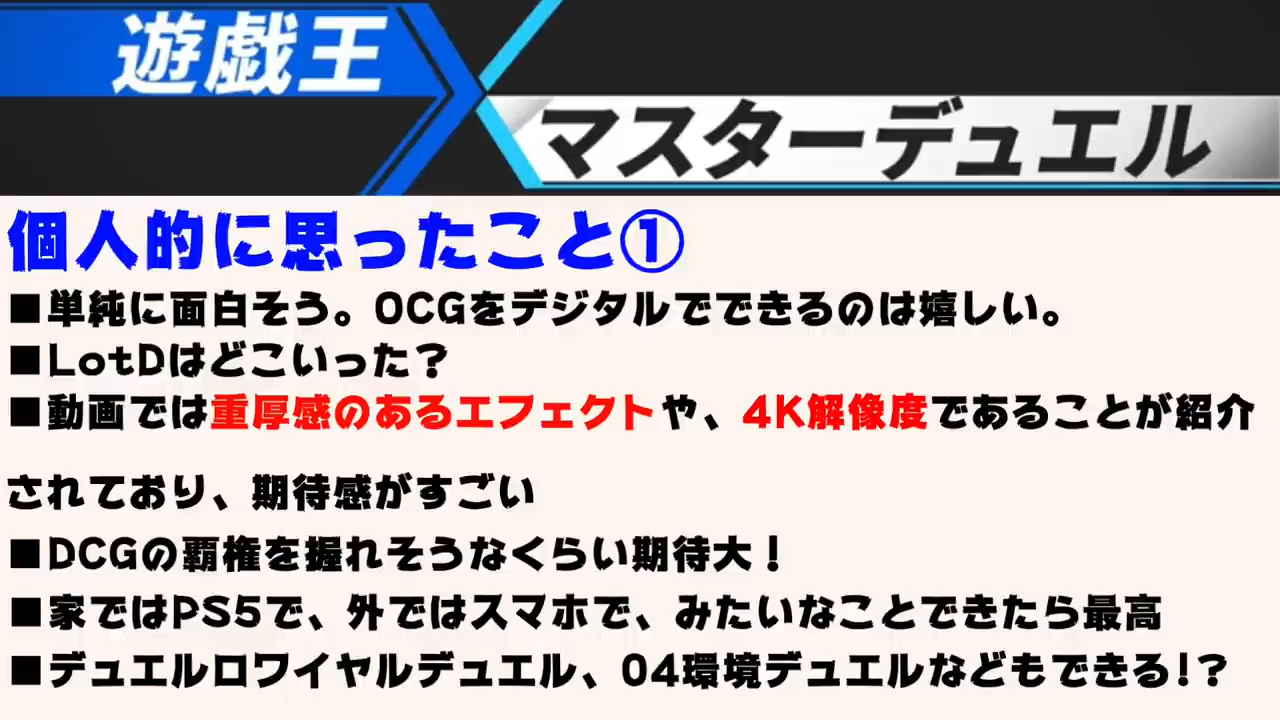 遊戯王
マスターデュエル
個人的に思ったこと①
■単純に面白そう。OCGをデジタルでできるのは嬉しい。
■LotDはどこいった？
■動画では重厚感のあるエフェクトや、4K解像度であることが紹介
されており、期待感がすごい
■DCGの覇権を握れそうなくらい期待大！
■家ではPS5で、外ではスマホで、みたいなことできたら最高
■デュエルロワイヤルデュエル、04環境デュエルなどもできる!？